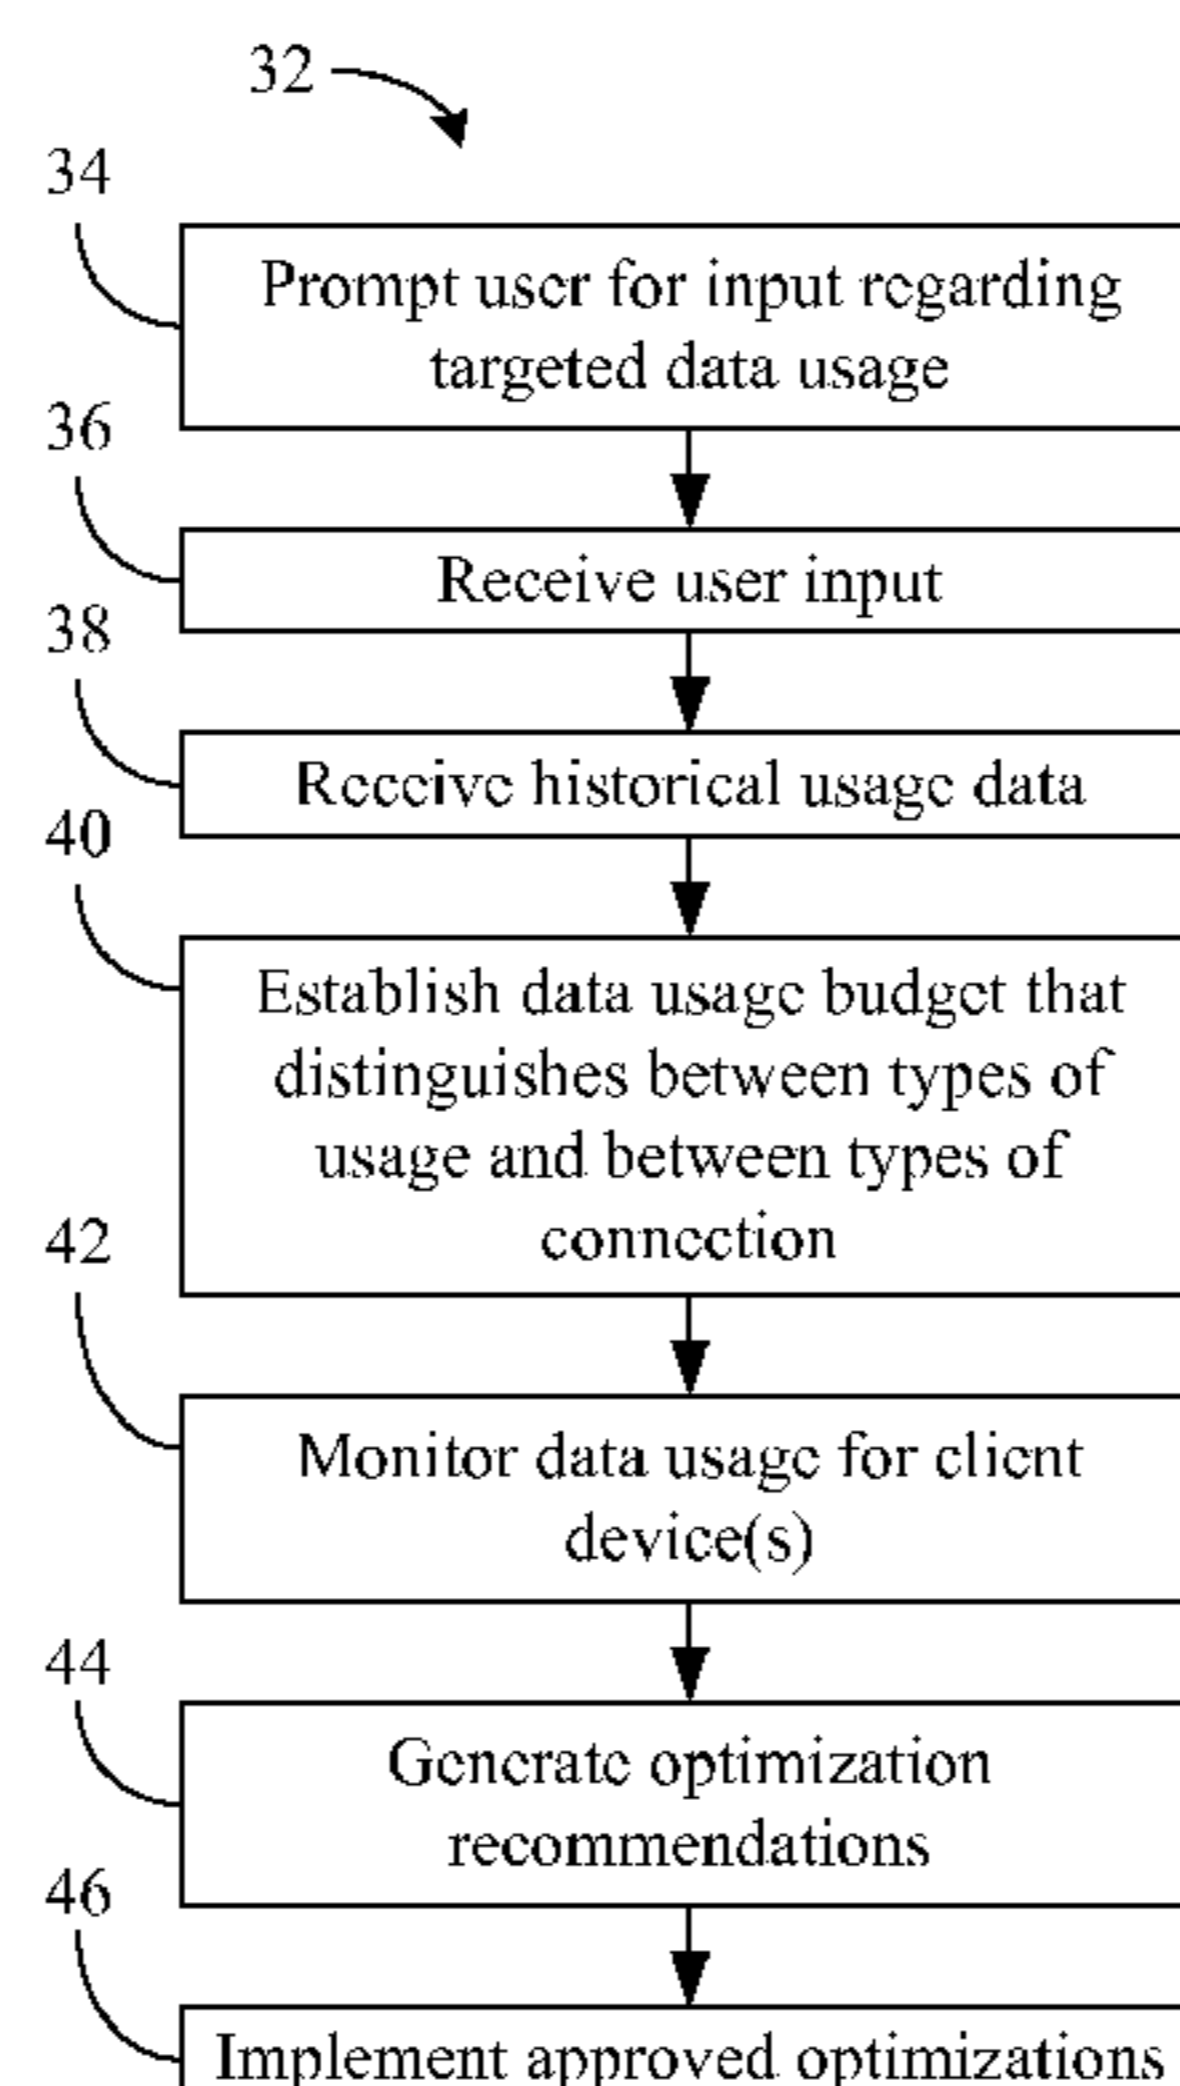 32
34
Prompt user for input regarding
targeted data usage
36
Receive user input
38
Receive historical usage data
40
Establish data usage budget that
distinguishes between types of
usage and between types of
connection
42
Monitor data usage for client
device(s)
44
Generate optimization
recommendations
46
Implement approved optimizations